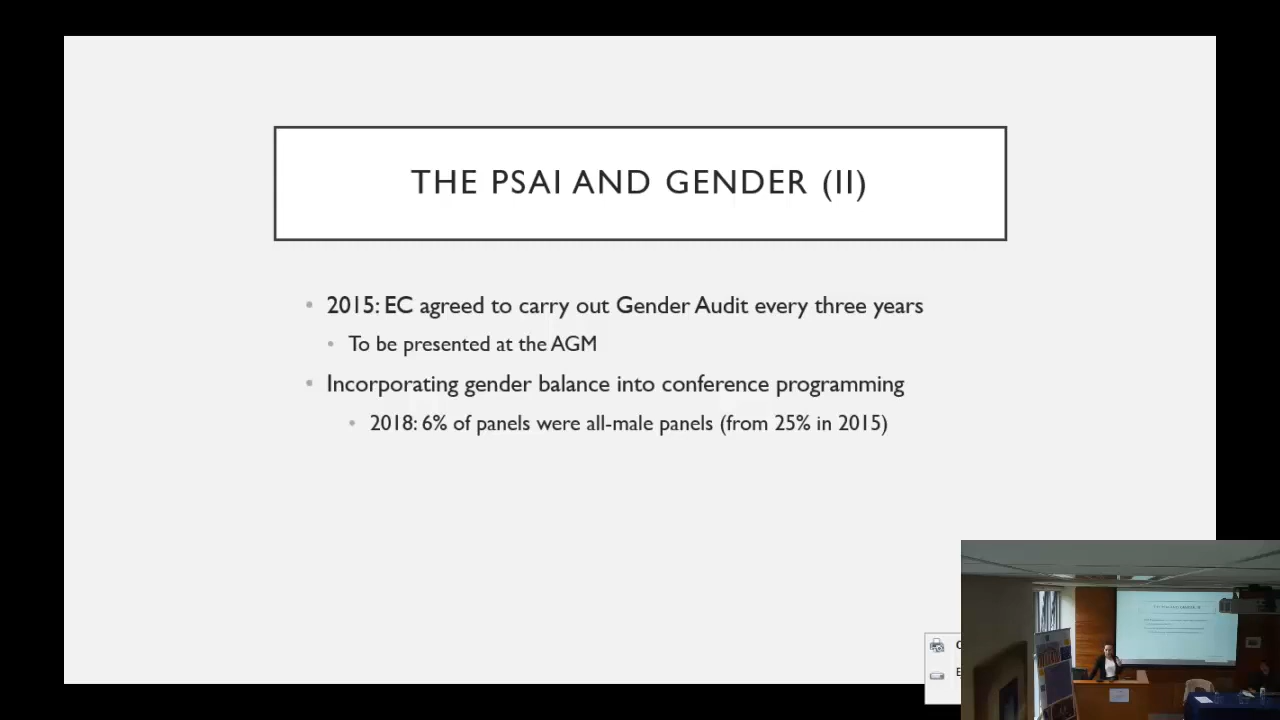 THE PSAI AND GENDER (II)
2015: EC agreed to carry out Gender Audit every three years
To be presented at the AGM
Incorporating gender balance into conference programming
2018: 6% of panels were all-male panels (from 25% in 2015)